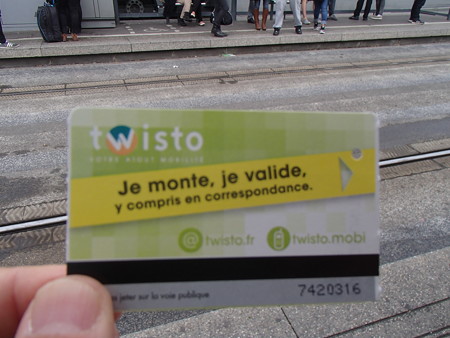 twisto
VOTRE ATOUT MOBILITÉ
Je monte, je valide,
y compris en correspondance.
@ twisto.fr twisto.mobi
jeter sur la voie publique 7420316